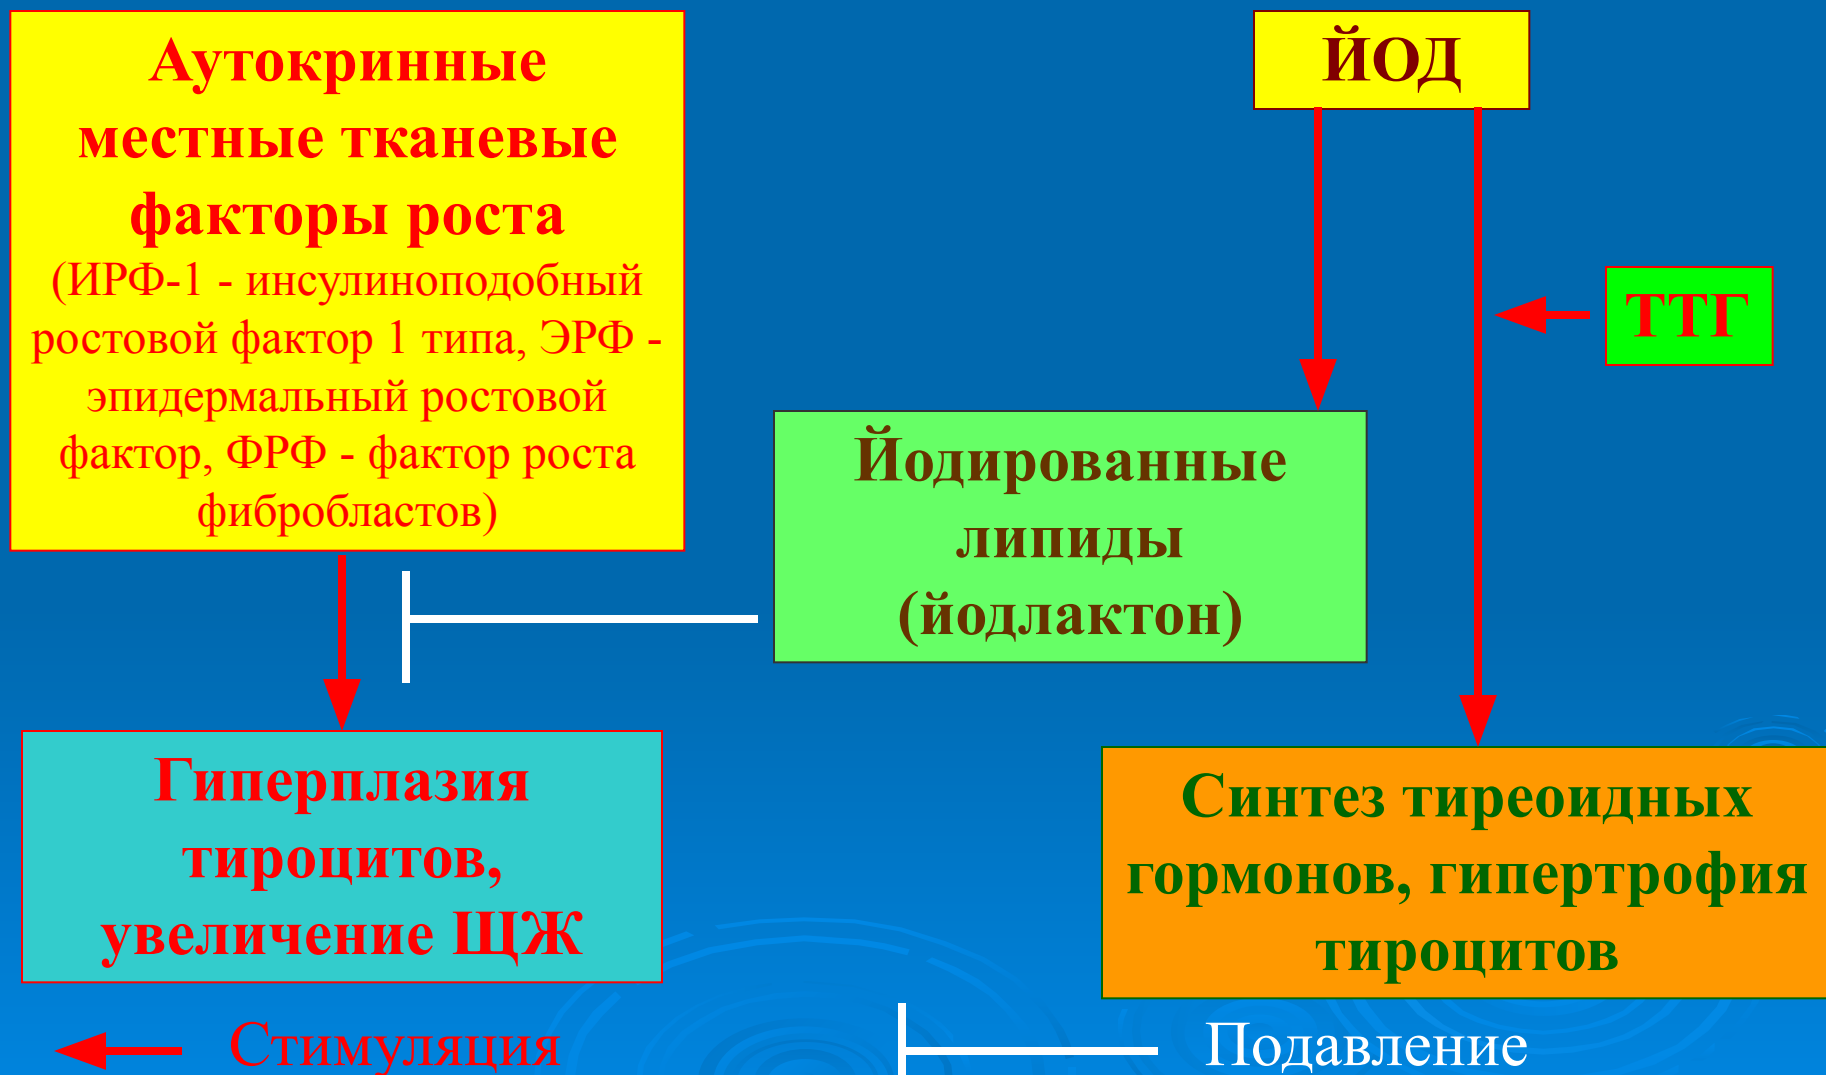 Аутокринные
местные тканевые
факторы роста
(ИРФ-1 - инсулиноподобный
ростовой фактор 1 типа, ЭРФ -
эпидермальный ростовой
фактор, ФРФ - фактор роста
фибробластов)
ЙОД
ТТГ
Йодированные
липиды
(йодлактон)
Гиперплазия
тироцитов,
увеличение ЩЖ
Синтез тиреоидных
гормонов, гипертрофия
тироцитов
Стимуляция
Подавление